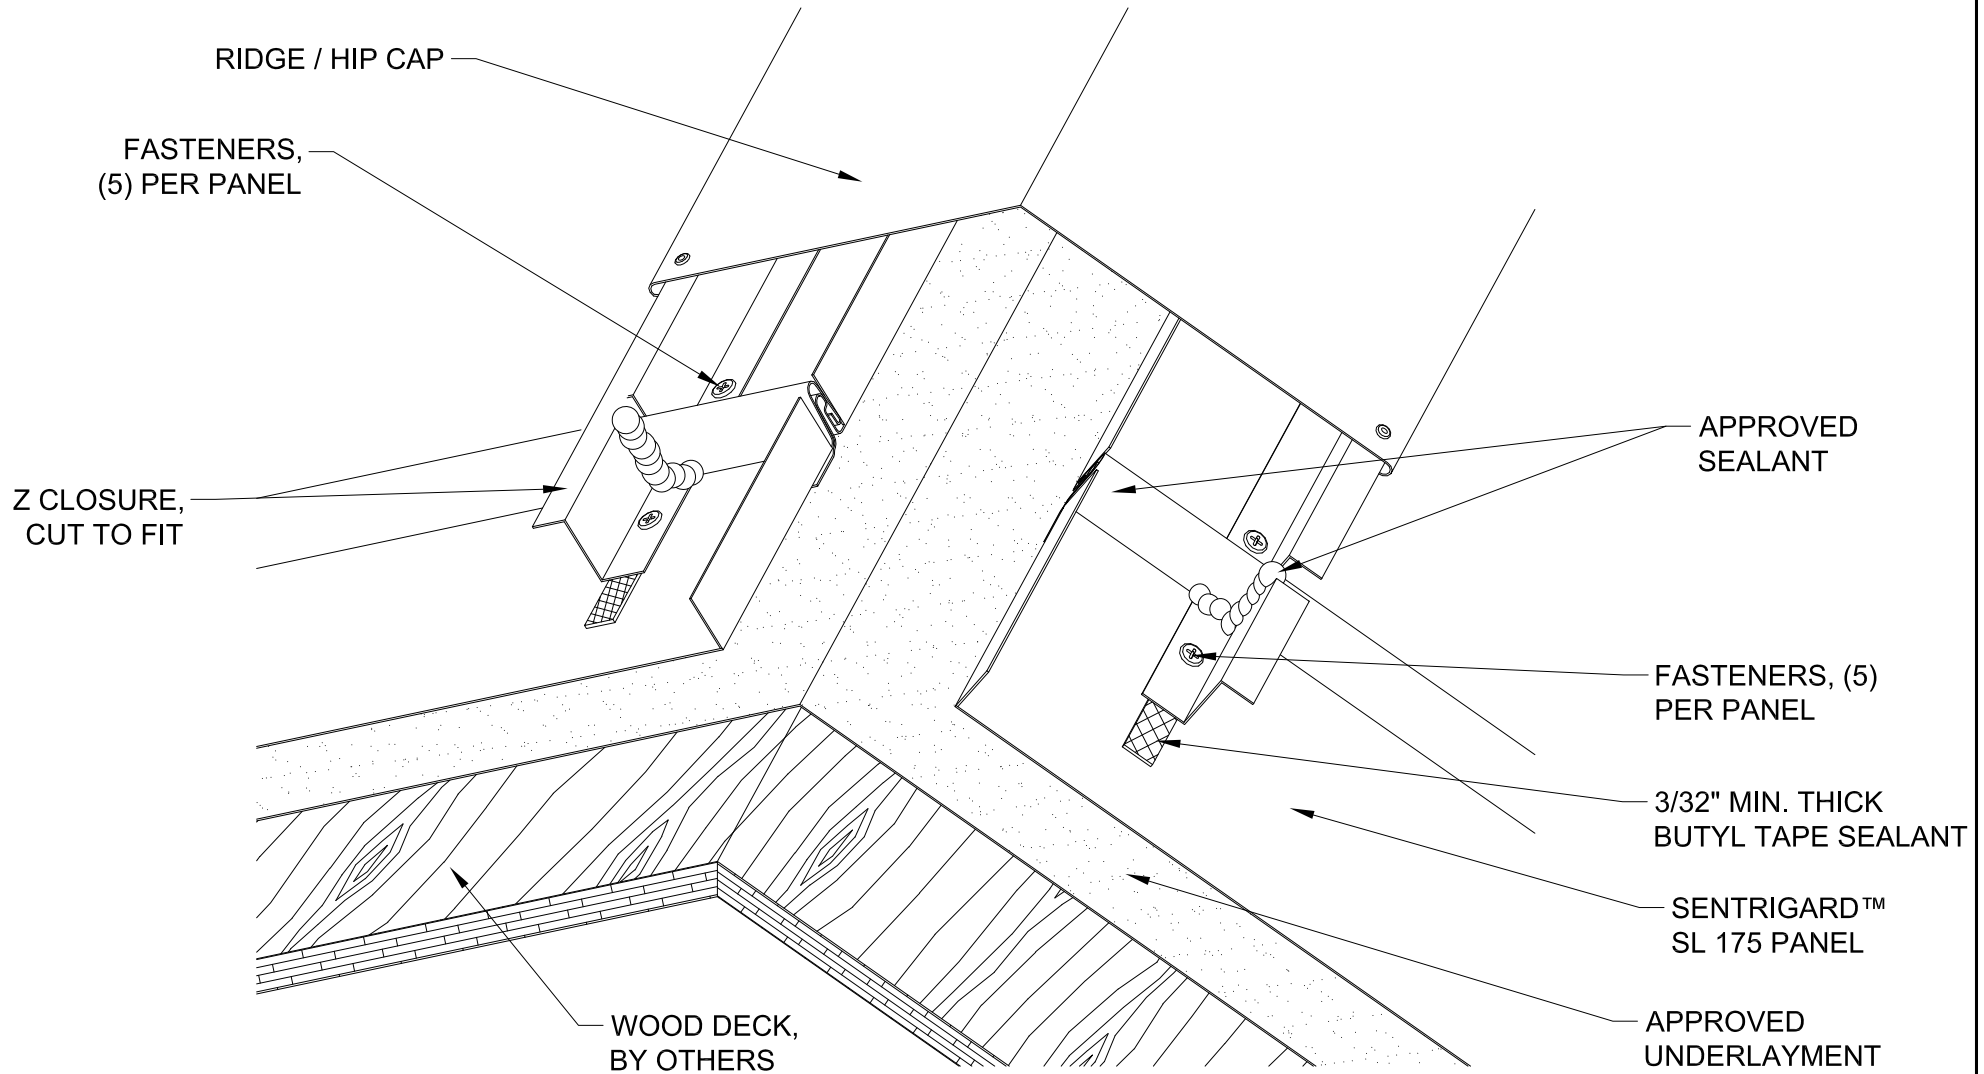 RIDGE / HIP CAP
FASTENERS,
(5) PER PANEL
Z CLOSURE,
CUT TO FIT
WOOD DECK,
BY OTHERS
APPROVED
SEALANT
FASTENERS, (5)
PER PANEL
3/32" MIN. THICK
BUTYL TAPE SEALANT
SENTRIGARD™
SL 175 PANEL
APPROVED
UNDERLAYMENT